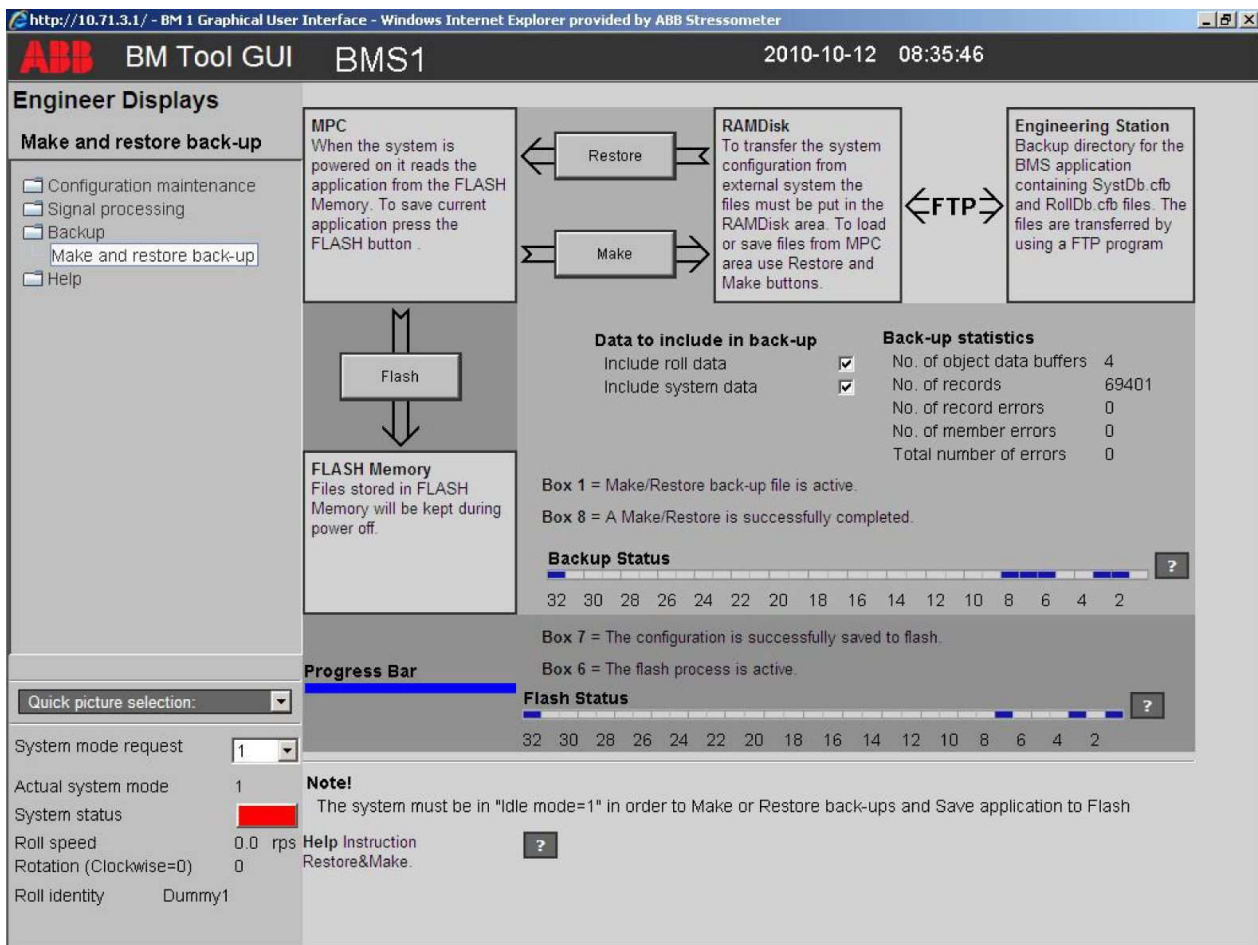 http://10.71.3.1/ - BM 1 Graphical User Interface - Windows Internet Explorer provided by ABB Stressometer
ABB BM Tool GUI BMS1 2010-10-12 08:35:46
Engineer Displays
Make and restore back-up
Configuration maintenance
Signal processing
Backup
Make and restore back-up
Help
MPC
When the system is
powered on it reads the
application from the FLASH
Memory. To save current
application press the
FLASH button .
Restore
Make
RAMDisk
To transfer the system
configuration from
external system the
files must be put in the
RAMDisk area. To load
or save files from MPC
area use Restore and
Make buttons.
FTP
Engineering Station
Backup directory for the
BMS application
containing SystDb.cfb
and RollDb.cfb files. The
files are transferred by
using a FTP program
Flash
Data to include in back-up
Include roll data
Include system data
Back-up statistics
No. of object data buffers 4
No. of records 69401
No. of record errors 0
No. of member errors 0
Total number of errors 0
FLASH Memory
Files stored in FLASH
Memory will be kept during
power off.
Box 1 = Make/Restore back-up file is active.
Box 8 = A Make/Restore is successfully completed.
Backup Status
?
32 30 28 26 24 22 20 18 16 14 12 10 8 6 4 2
Box 7 = The configuration is successfully saved to flash.
Box 6 = The flash process is active.
Progress Bar
Flash Status
?
32 30 28 26 24 22 20 18 16 14 12 10 8 6 4 2
Quick picture selection:
System mode request 1
Actual system mode 1
System status
Roll speed 0.0 rps
Rotation (Clockwise=0) 0
Roll identity Dummy1
Note!
The system must be in "Idle mode=1" in order to Make or Restore back-ups and Save application to Flash
Help Instruction
Restore&Make.
?